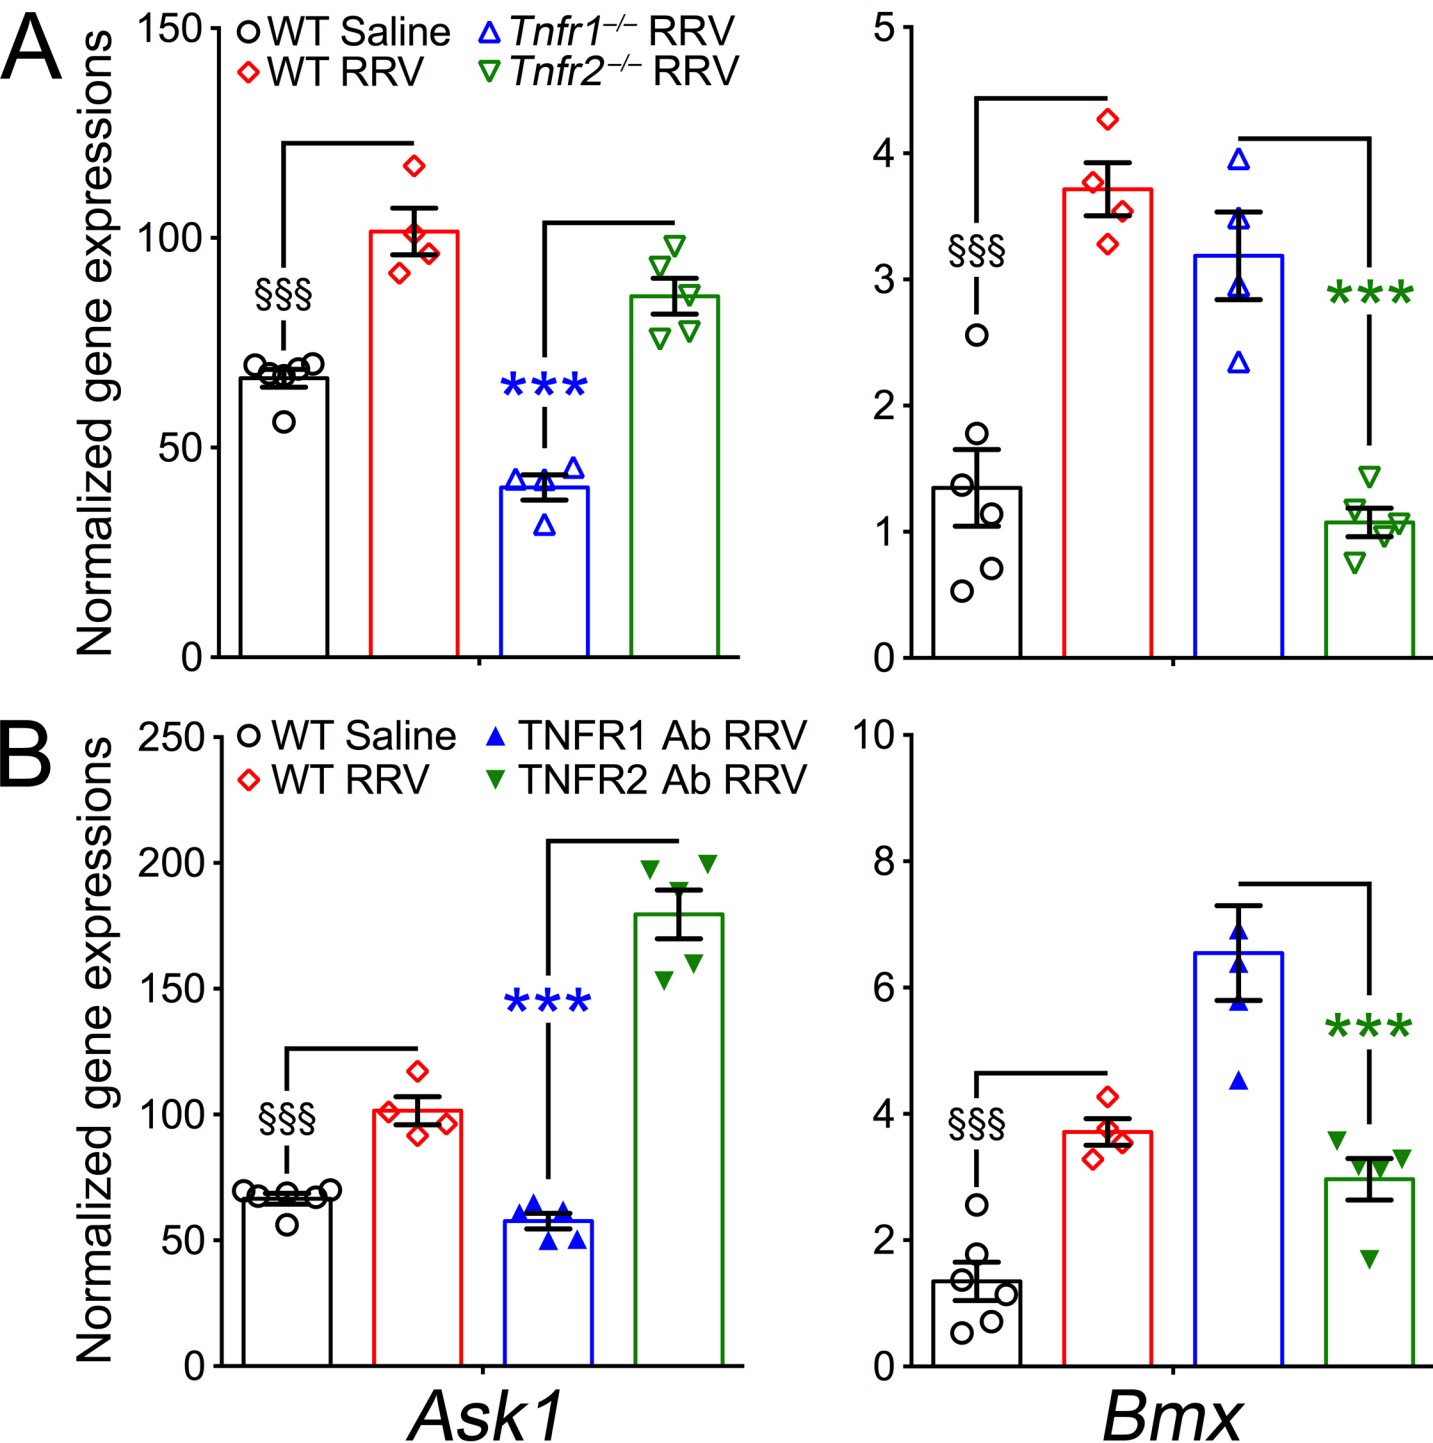 A
Normalized gene expressions
150
100
50
0
WT Saline
WT RRV
Tnfr1–/– RRV
Tnfr2–/– RRV
§§§
***
5
4
3
2
1
0
§§§
***
B
Normalized gene expressions
250
200
150
100
50
0
WT Saline
WT RRV
TNFR1 Ab RRV
TNFR2 Ab RRV
§§§
***
Ask1
10
8
6
4
2
0
§§§
***
Bmx